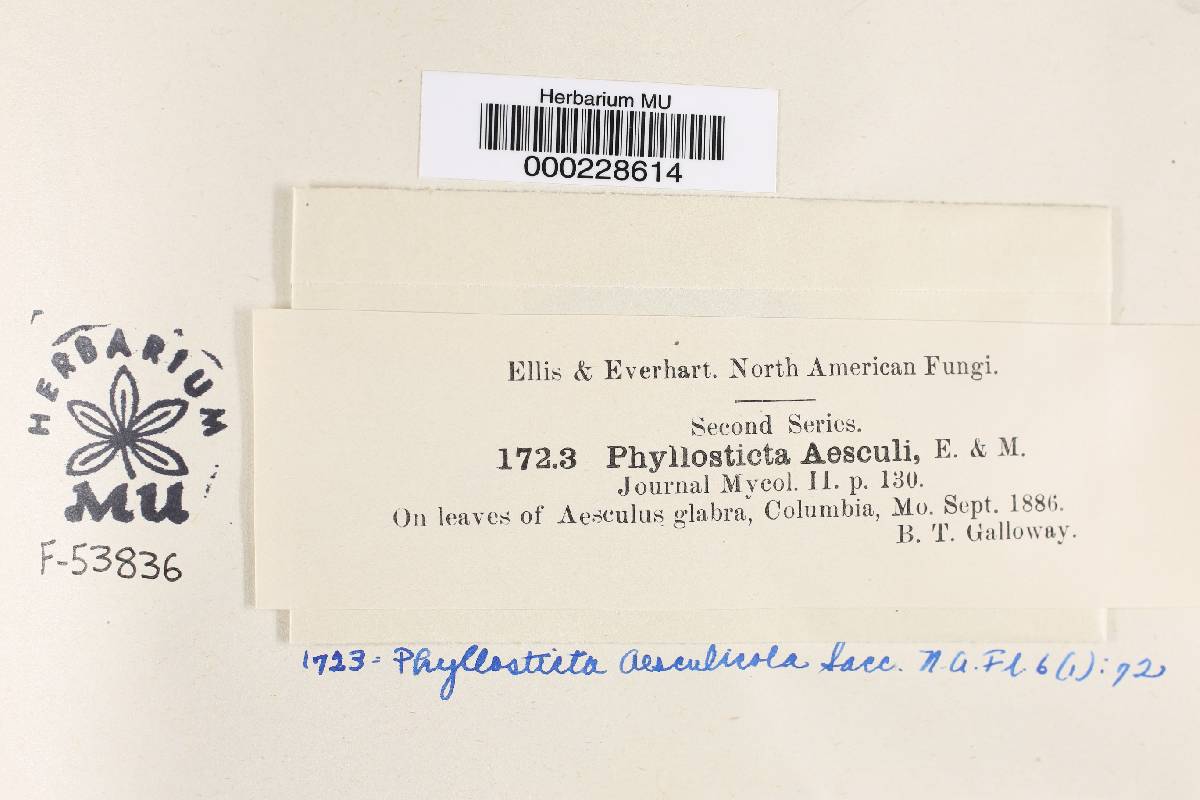 Herbarium MU
000228614
HERBARIUM
MU
F-53836
Ellis & Everhart. North American Fungi.
Second Series.
172.3 Phyllosticta Aesculi, E. & M.
Journal Mycol. II. p. 130.
On leaves of Aesculus glabra, Columbia, Mo. Sept. 1886.
B. T. Galloway.
1723 = Phyllosticta aesculicola Sacc. N.A.Fl. 6(1):72